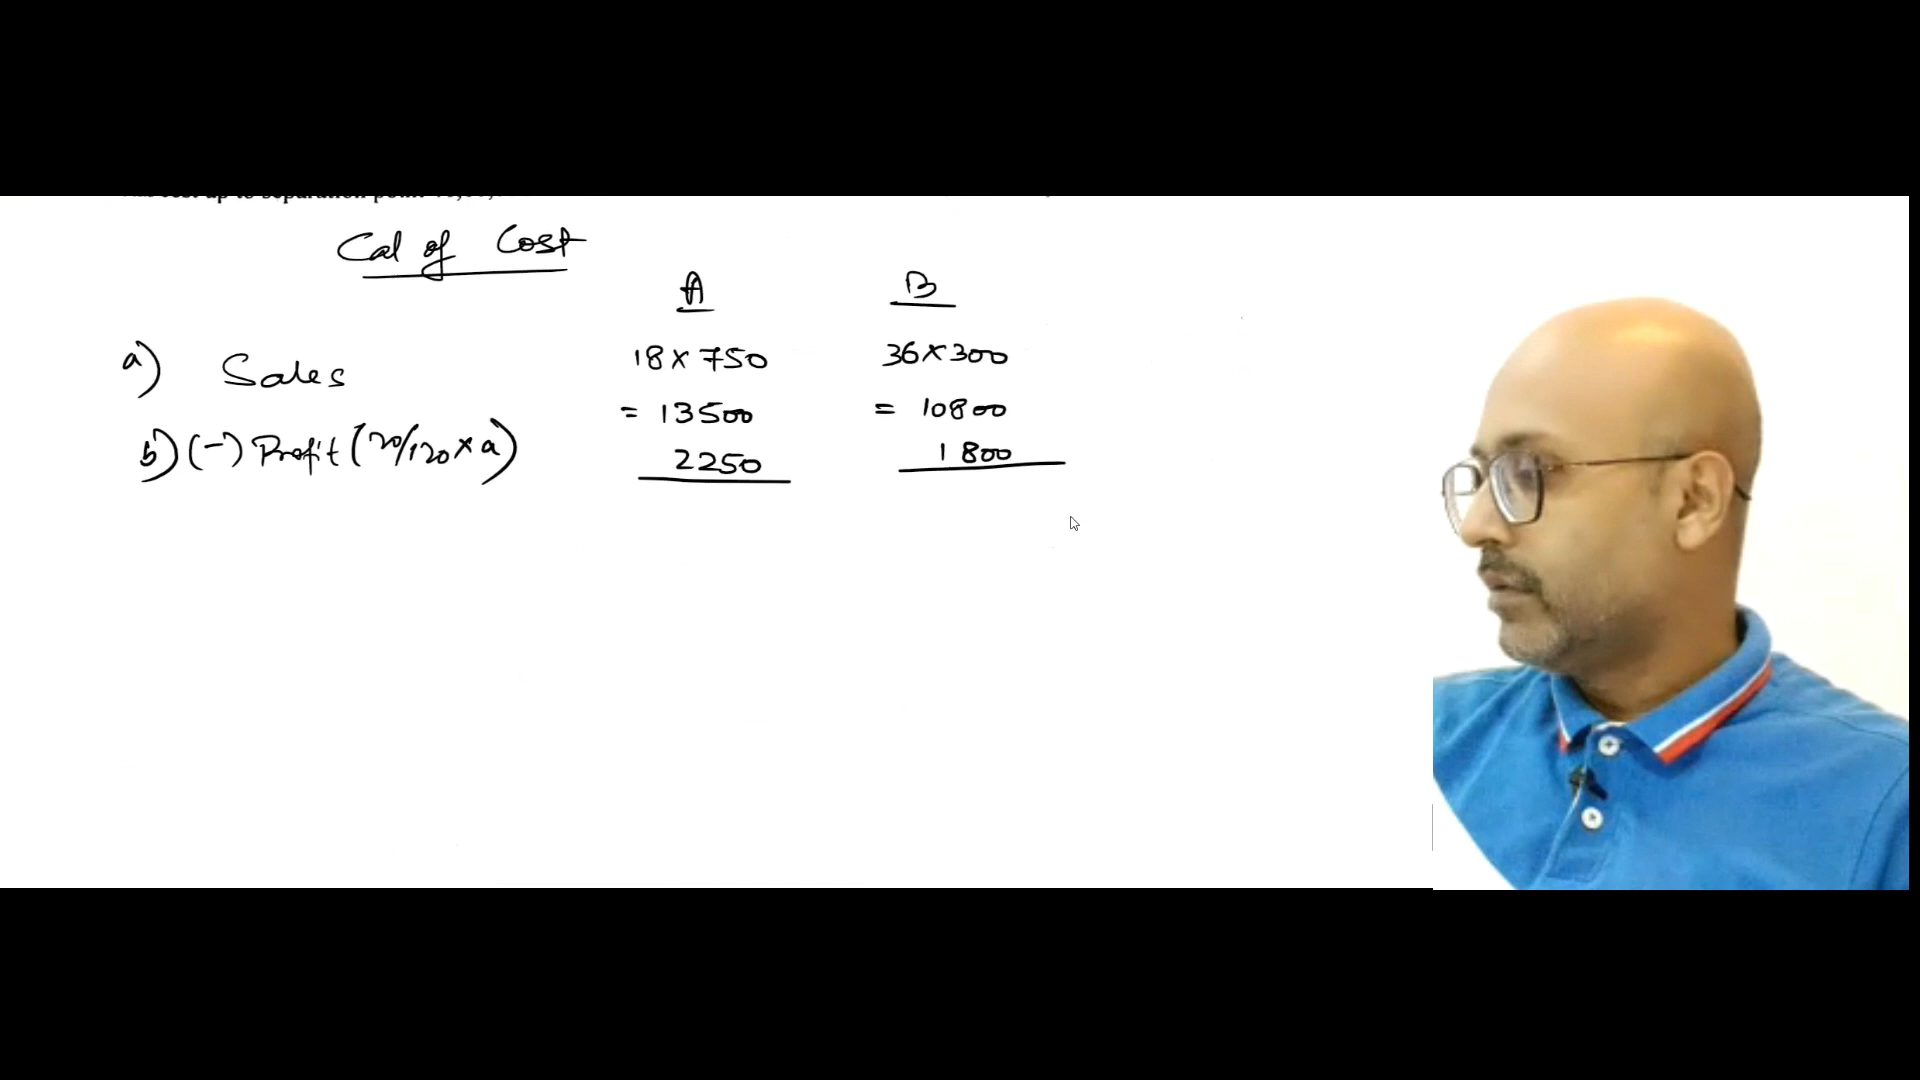 Cal of Cost
A B
a) Sales 18 x 750 36 x 300
= 13500 = 10800
b) (-) Profit (20/120 x a) 2250 1800